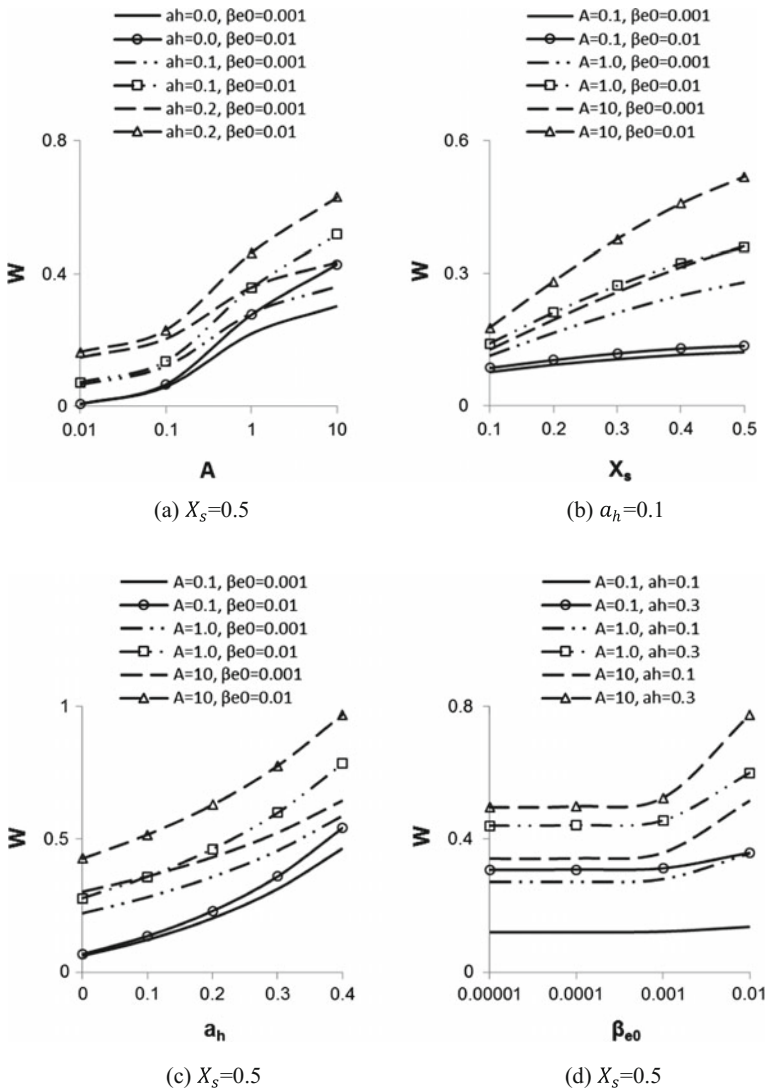 ah=0.0, βe0=0.001
ah=0.0, βe0=0.01
ah=0.1, βe0=0.001
ah=0.1, βe0=0.01
ah=0.2, βe0=0.001
ah=0.2, βe0=0.01
0.8
0.4
0
W
0.01 0.1 1 10
A
(a) X_s=0.5
A=0.1, βe0=0.001
A=0.1, βe0=0.01
A=1.0, βe0=0.001
A=1.0, βe0=0.01
A=10, βe0=0.001
A=10, βe0=0.01
0.6
0.3
0
W
0.1 0.2 0.3 0.4 0.5
X_s
(b) a_h=0.1
A=0.1, βe0=0.001
A=0.1, βe0=0.01
A=1.0, βe0=0.001
A=1.0, βe0=0.01
A=10, βe0=0.001
A=10, βe0=0.01
1
0.5
0
W
0 0.1 0.2 0.3 0.4
a_h
(c) X_s=0.5
A=0.1, ah=0.1
A=0.1, ah=0.3
A=1.0, ah=0.1
A=1.0, ah=0.3
A=10, ah=0.1
A=10, ah=0.3
0.8
0.4
0
W
0.00001 0.0001 0.001 0.01
β_e0
(d) X_s=0.5